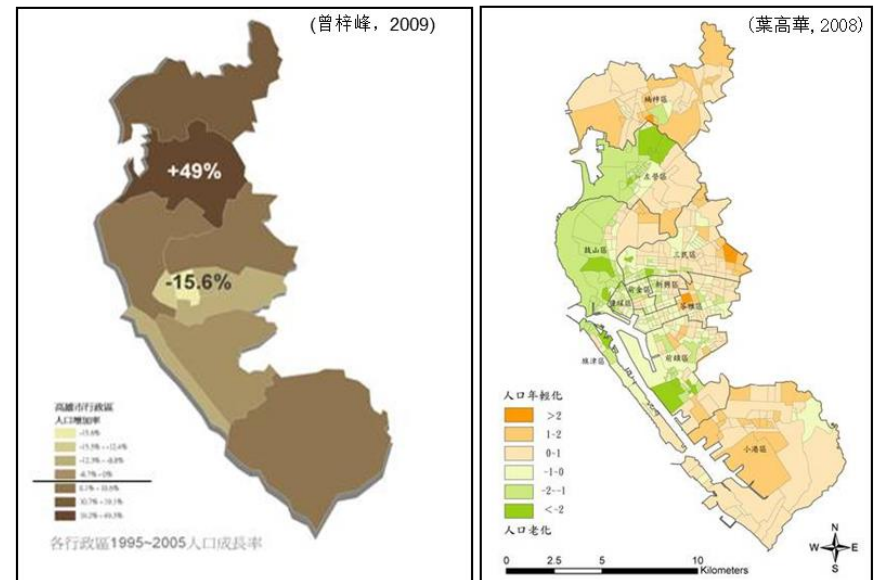 (曾梓峰，2009)
+49%
-15.6%
高雄市行政區
人口增加率
-15.6%
各行政區1995~2005人口成長率
(葉高華, 2008)
楠梓區
左營區
鼓山區
三民區
鹽埕區
前金區
新興區
苓雅區
旗津區
前鎮區
小港區
人口年輕化
>2
1-2
0-1
-1-0
-2--1
<-2
人口老化
N
W
E
S
0 2.5 5 10
Kilometers